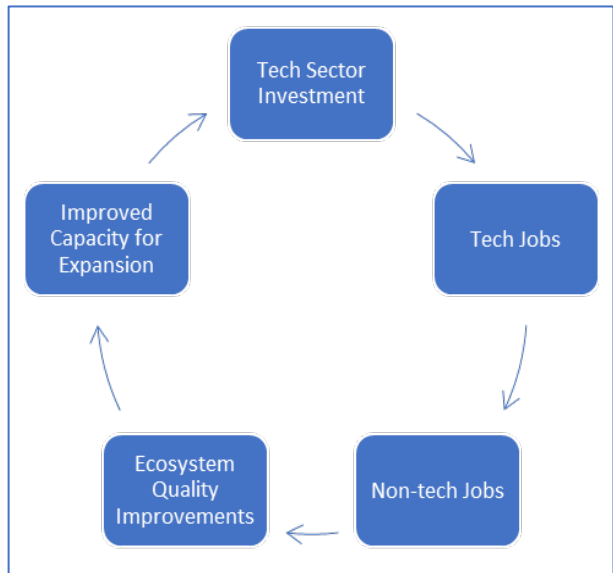 Tech Sector
Investment
Tech Jobs
Non-tech Jobs
Ecosystem
Quality
Improvements
Improved
Capacity for
Expansion